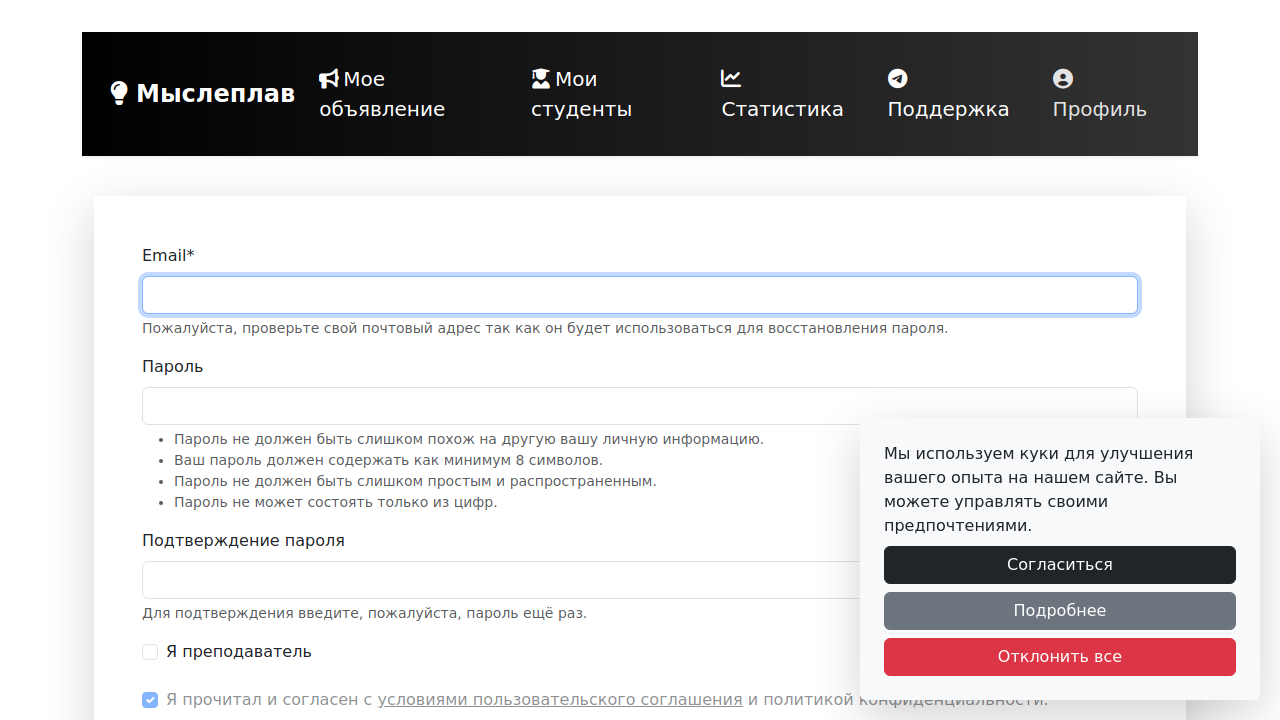 Мыслеплав
Мое объявление
Мои студенты
Статистика
Поддержка
Профиль
Email*
Пожалуйста, проверьте свой почтовый адрес так как он будет использоваться для восстановления пароля.
Пароль
Пароль не должен быть слишком похож на другую вашу личную информацию.
Ваш пароль должен содержать как минимум 8 символов.
Пароль не должен быть слишком простым и распространенным.
Пароль не может состоять только из цифр.
Подтверждение пароля
Для подтверждения введите, пожалуйста, пароль ещё раз.
Я преподаватель
Я прочитал и согласен с условиями пользовательского соглашения и политикой конфиденциальности.
Мы используем куки для улучшения
вашего опыта на нашем сайте. Вы
можете управлять своими
предпочтениями.
Согласиться
Подробнее
Отклонить все